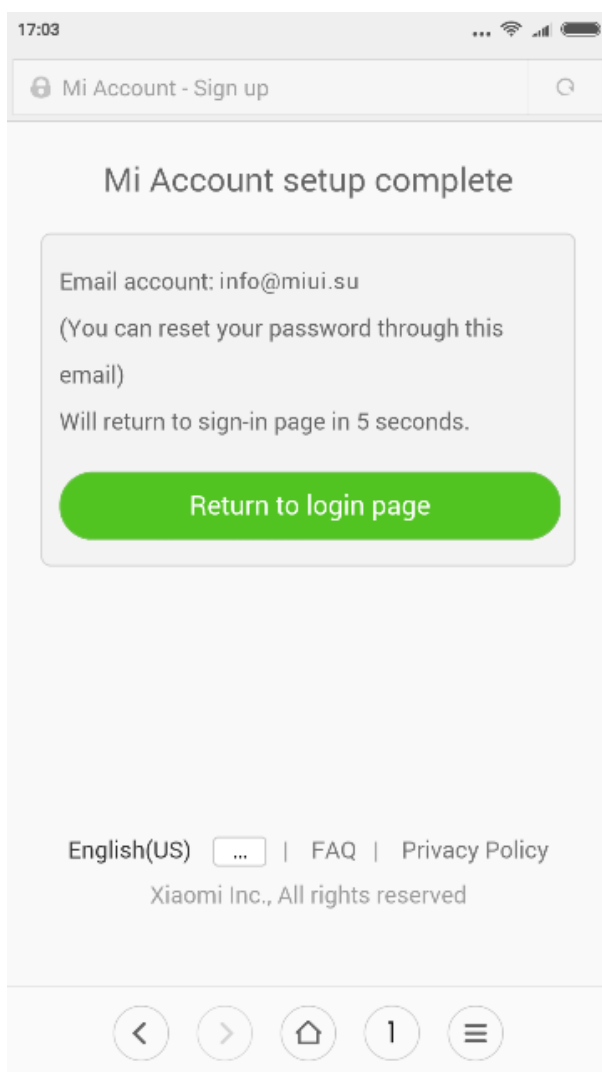 17:03
...
Mi Account - Sign up
Mi Account setup complete
Email account: info@miui.su
(You can reset your password through this
email)
Will return to sign-in page in 5 seconds.
Return to login page
English(US) ... | FAQ | Privacy Policy
Xiaomi Inc., All rights reserved
1